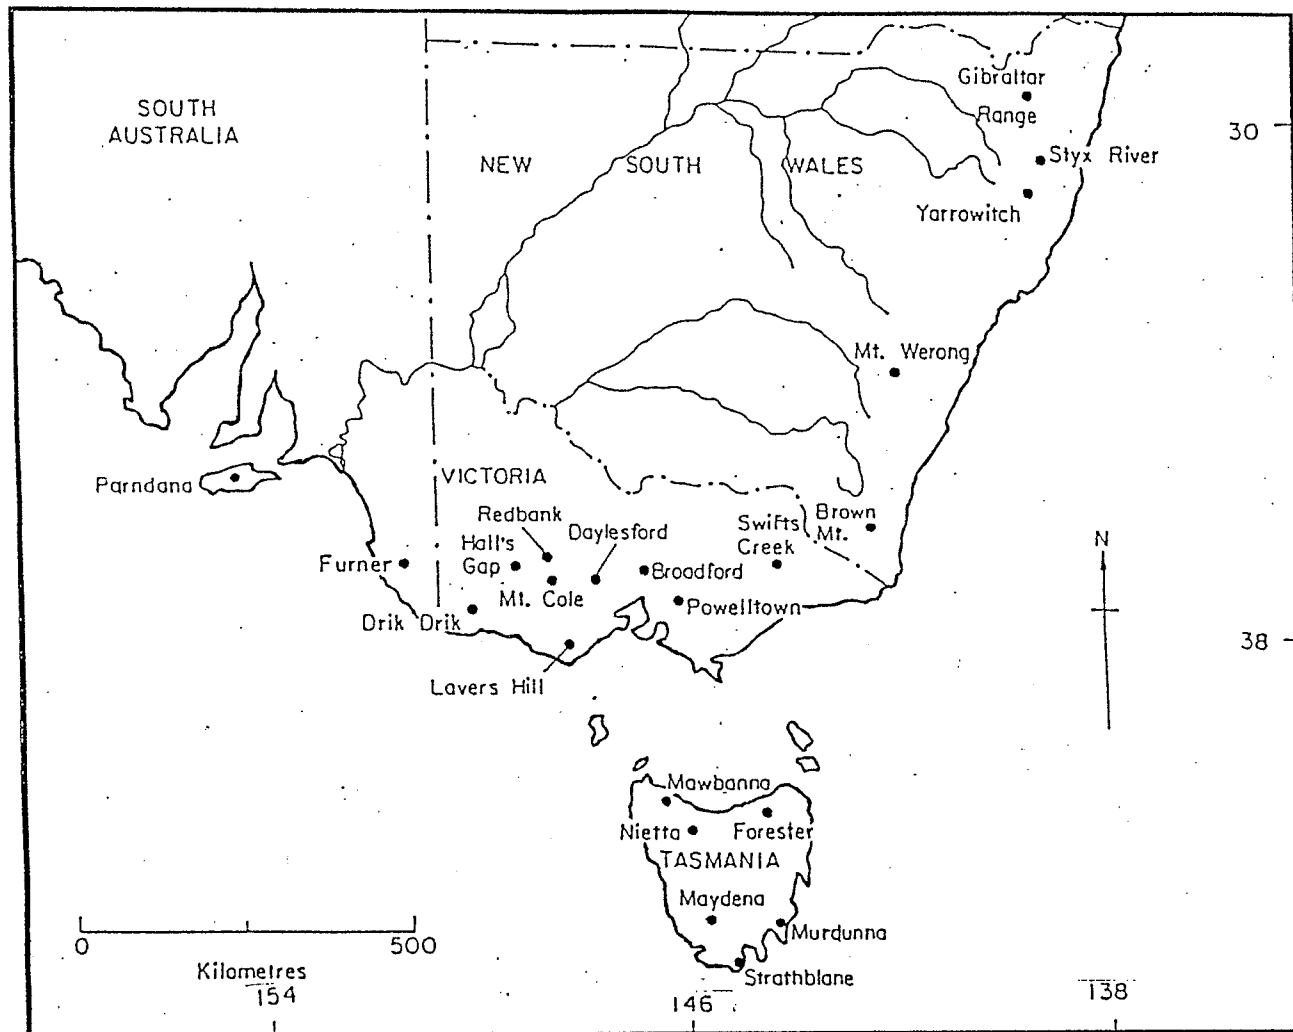 Gibraltar
Range
SOUTH
AUSTRALIA
30
NEW SOUTH WALES
Styx River
Yarrowitch
Mt. Werong
Parndana
VICTORIA
Redbank
Daylesford
Swifts
Creek
Brown
Mt.
N
Hall's
Gap
Furner
Broadford
Mt. Cole
Powelltown
Drik Drik
38
Lavers Hill
Mawbanna
Nietta
Forester
TASMANIA
Maydena
Murdunna
0 500
Kilometres
Strathblane
154 146 138